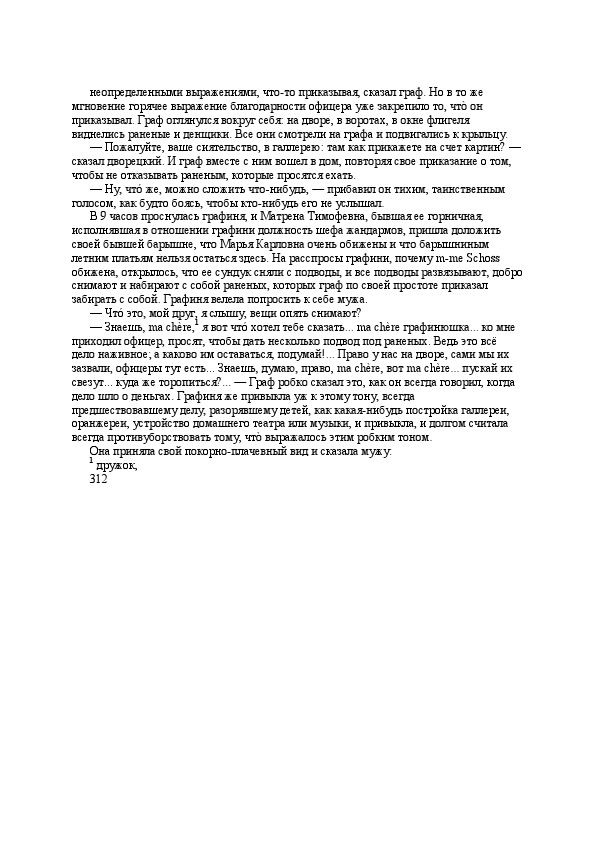 неопределенными выражениями, что-то приказывая, сказал граф. Но в то же
мгновение горячее выражение благодарности офицера уже закрепило то, чтò он
приказывал. Граф оглянулся вокруг себя: на дворе, в воротах, в окне флигеля
виднелись раненые и денщики. Все они смотрели на графа и подвигались к крыльцу.
— Пожалуйте, ваше сиятельство, в галлерею: там как прикажете на счет картин? —
сказал дворецкий. И граф вместе с ним вошел в дом, повторяя свое приказание о том,
чтобы не отказывать раненым, которые просятся ехать.
— Ну, чтó же, можно сложить что-нибудь, — прибавил он тихим, таинственным
голосом, как будто боясь, чтобы кто-нибудь его не услышал.
В 9 часов проснулась графиня, и Матрена Тимофевна, бывшая ее горничная,
исполнявшая в отношении графини должность шефа жандармов, пришла доложить
своей бывшей барышне, что Марья Карловна очень обижены и что барышниным
летним платьям нельзя остаться здесь. На расспросы графини, почему m-me Schoss
обижена, открылось, что ее сундук сняли с подводы, и все подводы развязывают, добро
снимают и набирают с собой раненых, которых граф по своей простоте приказал
забирать с собой. Графиня велела попросить к себе мужа.
— Чтó это, мой друг, я слышу, вещи опять снимают?
— Знаешь, ma chère,¹ я вот чтó хотел тебе сказать... ma chère графинюшка... ко мне
приходил офицер, просят, чтобы дать несколько подвод под раненых. Ведь это всё
дело наживное; а каково им оставаться, подумай!... Право у нас на дворе, сами мы их
зазвали, офицеры тут есть... Знаешь, думаю, право, ma chère, вот ma chère... пускай их
свезут... куда же торопиться?... — Граф робко сказал это, как он всегда говорил, когда
дело шло о деньгах. Графиня же привыкла уж к этому тону, всегда
предшествовавшему делу, разорявшему детей, как какая-нибудь постройка галлереи,
оранжереи, устройство домашнего театра или музыки, и привыкла, и долгом считала
всегда противуборствовать тому, чтò выражалось этим робким тоном.
Она приняла свой покорно-плачевный вид и сказала мужу:
¹ дружок,
312